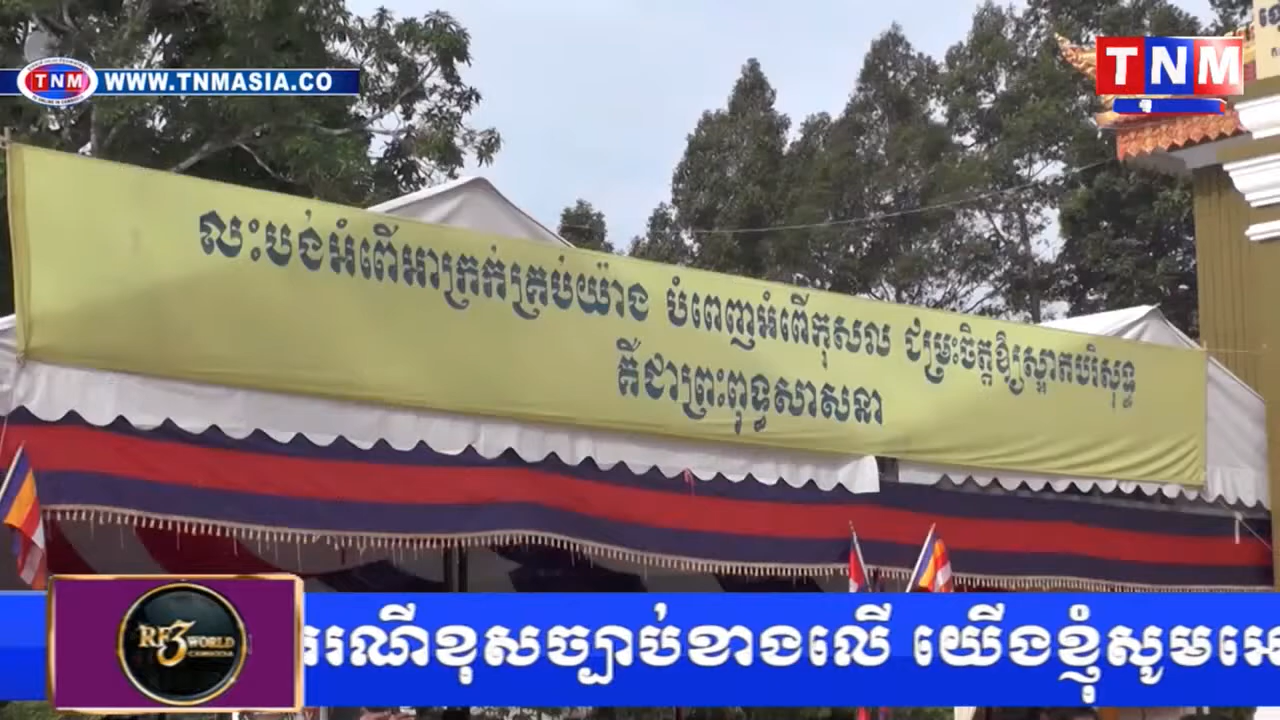 TNM WWW.TNMASIA.CO
TNM
លះបង់អំពើអាក្រក់គ្រប់យ៉ាង បំពេញអំពើកុសល ជម្រះចិត្តឱ្យស្អាតបរិសុទ្ធ
គឺជាព្រះពុទ្ធសាសនា
RF3WORLD
CAMBODIA
រណីខុសច្បាប់ខាងលើ យើងខ្ញុំសូមអ